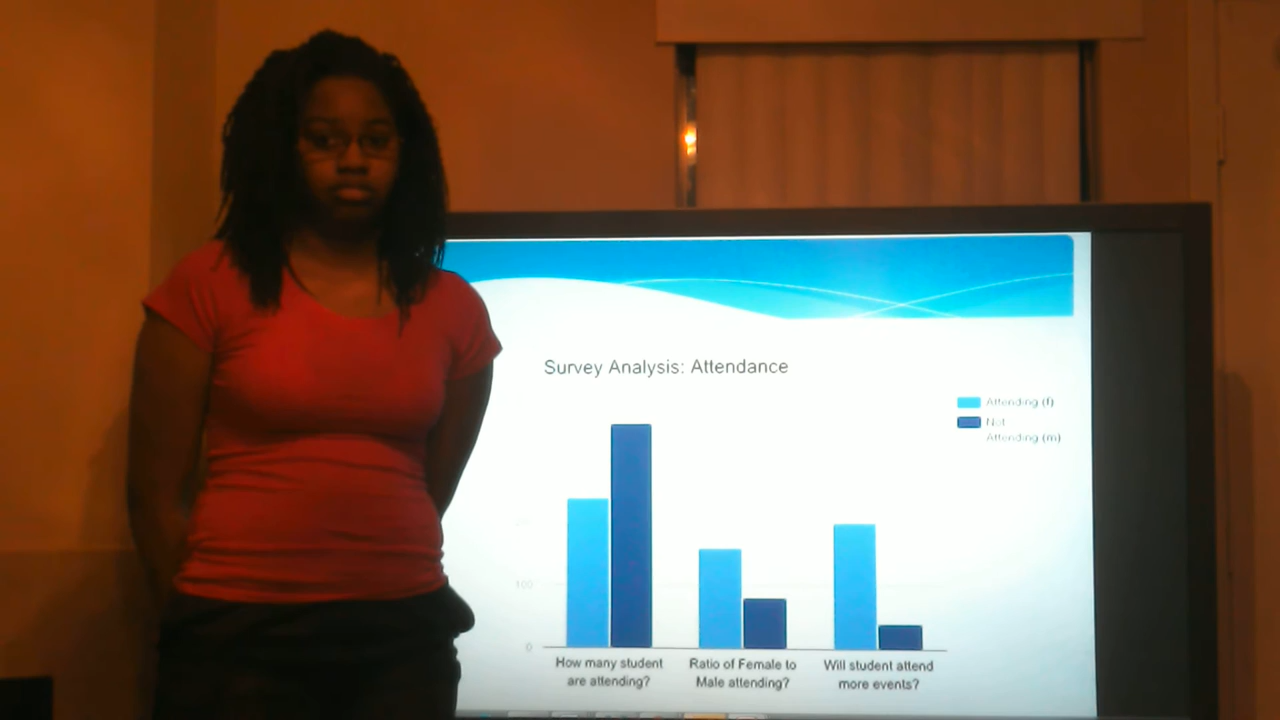 Survey Analysis: Attendance
Attending (f)
Not
Attending (m)
100
0
How many student
are attending?
Ratio of Female to
Male attending?
Will student attend
more events?